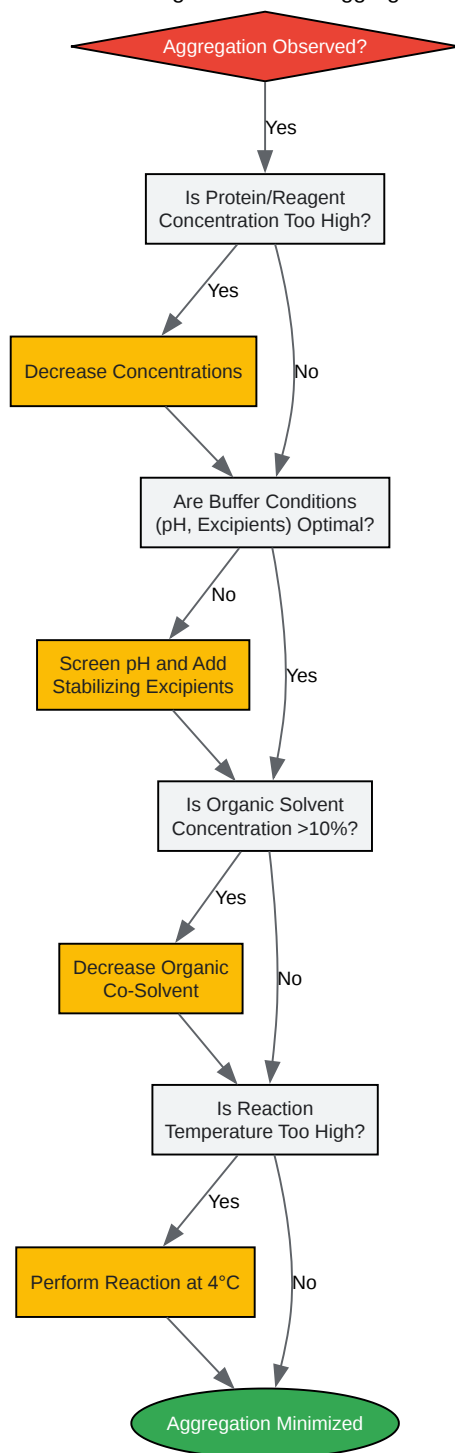 Aggregation Observed?
Yes
Is Protein/Reagent
Concentration Too High?
Yes
Decrease Concentrations
No
Are Buffer Conditions
(pH, Excipients) Optimal?
No
Screen pH and Add
Stabilizing Excipients
Yes
Is Organic Solvent
Concentration >10%?
Yes
Decrease Organic
Co-Solvent
No
Is Reaction
Temperature Too High?
Yes
Perform Reaction at 4°C
No
Aggregation Minimized